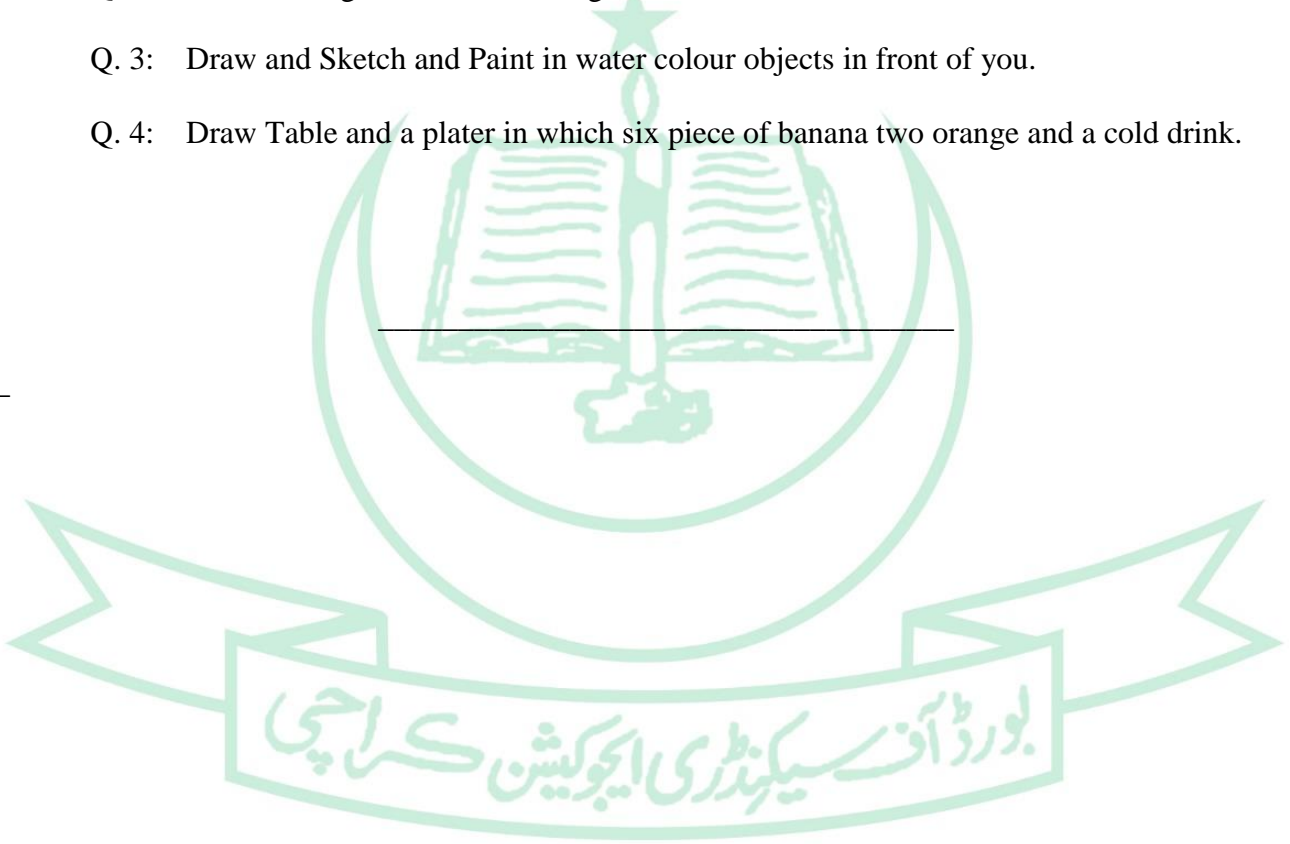 Q. 3: Draw and Sketch and Paint in water colour objects in front of you.
Q. 4: Draw Table and a plater in which six piece of banana two orange and a cold drink.
بورڈ آف سیکنڈری ایجوکیشن کراچی